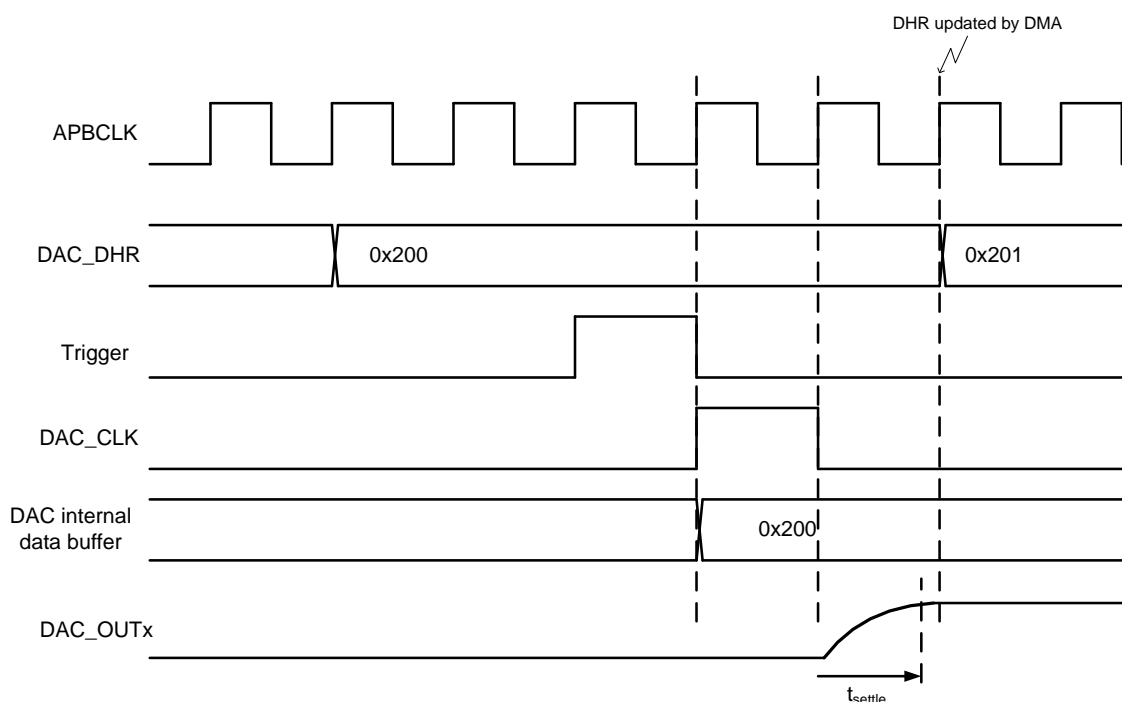 DHR updated by DMA
APBCLK
DAC_DHR
0x200
0x201
Trigger
DAC_CLK
DAC internal
data buffer
0x200
DAC_OUTx
tsettle